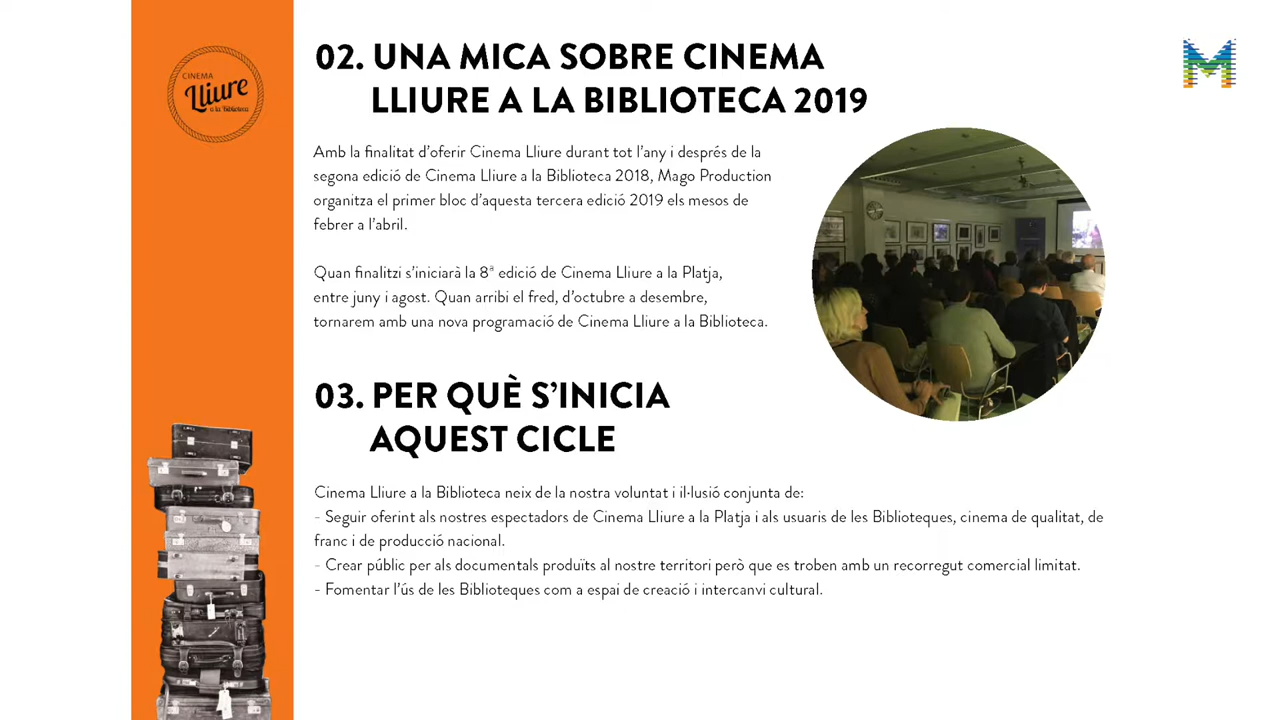 CINEMA
Lliure
a la Biblioteca
02. UNA MICA SOBRE CINEMA
LLIURE A LA BIBLIOTECA 2019
Amb la finalitat d’oferir Cinema Lliure durant tot l’any i després de la
segona edició de Cinema Lliure a la Biblioteca 2018, Mago Production
organitza el primer bloc d’aquesta tercera edició 2019 els mesos de
febrer a l’abril.
Quan finalitzi s’iniciarà la 8ª edició de Cinema Lliure a la Platja,
entre juny i agost. Quan arribi el fred, d’octubre a desembre,
tornarem amb una nova programació de Cinema Lliure a la Biblioteca.
03. PER QUÈ S’INICIA
AQUEST CICLE
Cinema Lliure a la Biblioteca neix de la nostra voluntat i il·lusió conjunta de:
- Seguir oferint als nostres espectadors de Cinema Lliure a la Platja i als usuaris de les Biblioteques, cinema de qualitat, de
franc i de producció nacional.
- Crear públic per als documentals produïts al nostre territori però que es troben amb un recorregut comercial limitat.
- Fomentar l’ús de les Biblioteques com a espai de creació i intercanvi cultural.
M